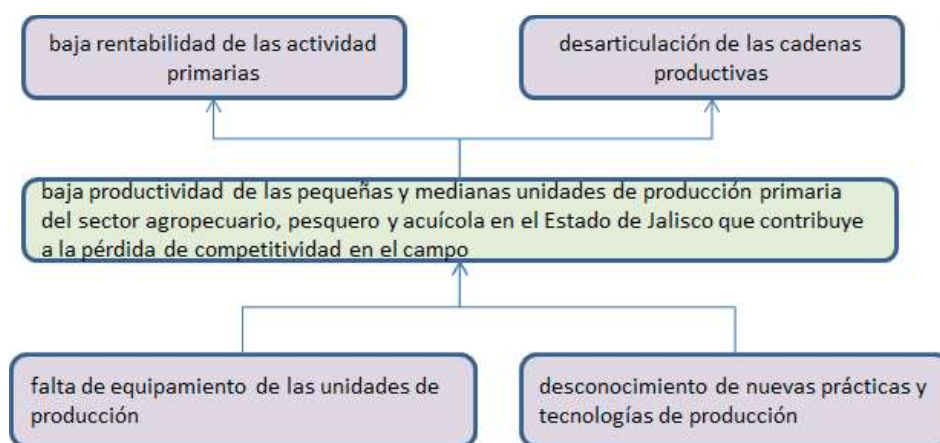 baja rentabilidad de las actividad
primarias
desarticulación de las cadenas
productivas
baja productividad de las pequeñas y medianas unidades de producción primaria
del sector agropecuario, pesquero y acuícola en el Estado de Jalisco que contribuye
a la pérdida de competitividad en el campo
falta de equipamiento de las unidades de
producción
desconocimiento de nuevas prácticas y
tecnologías de producción